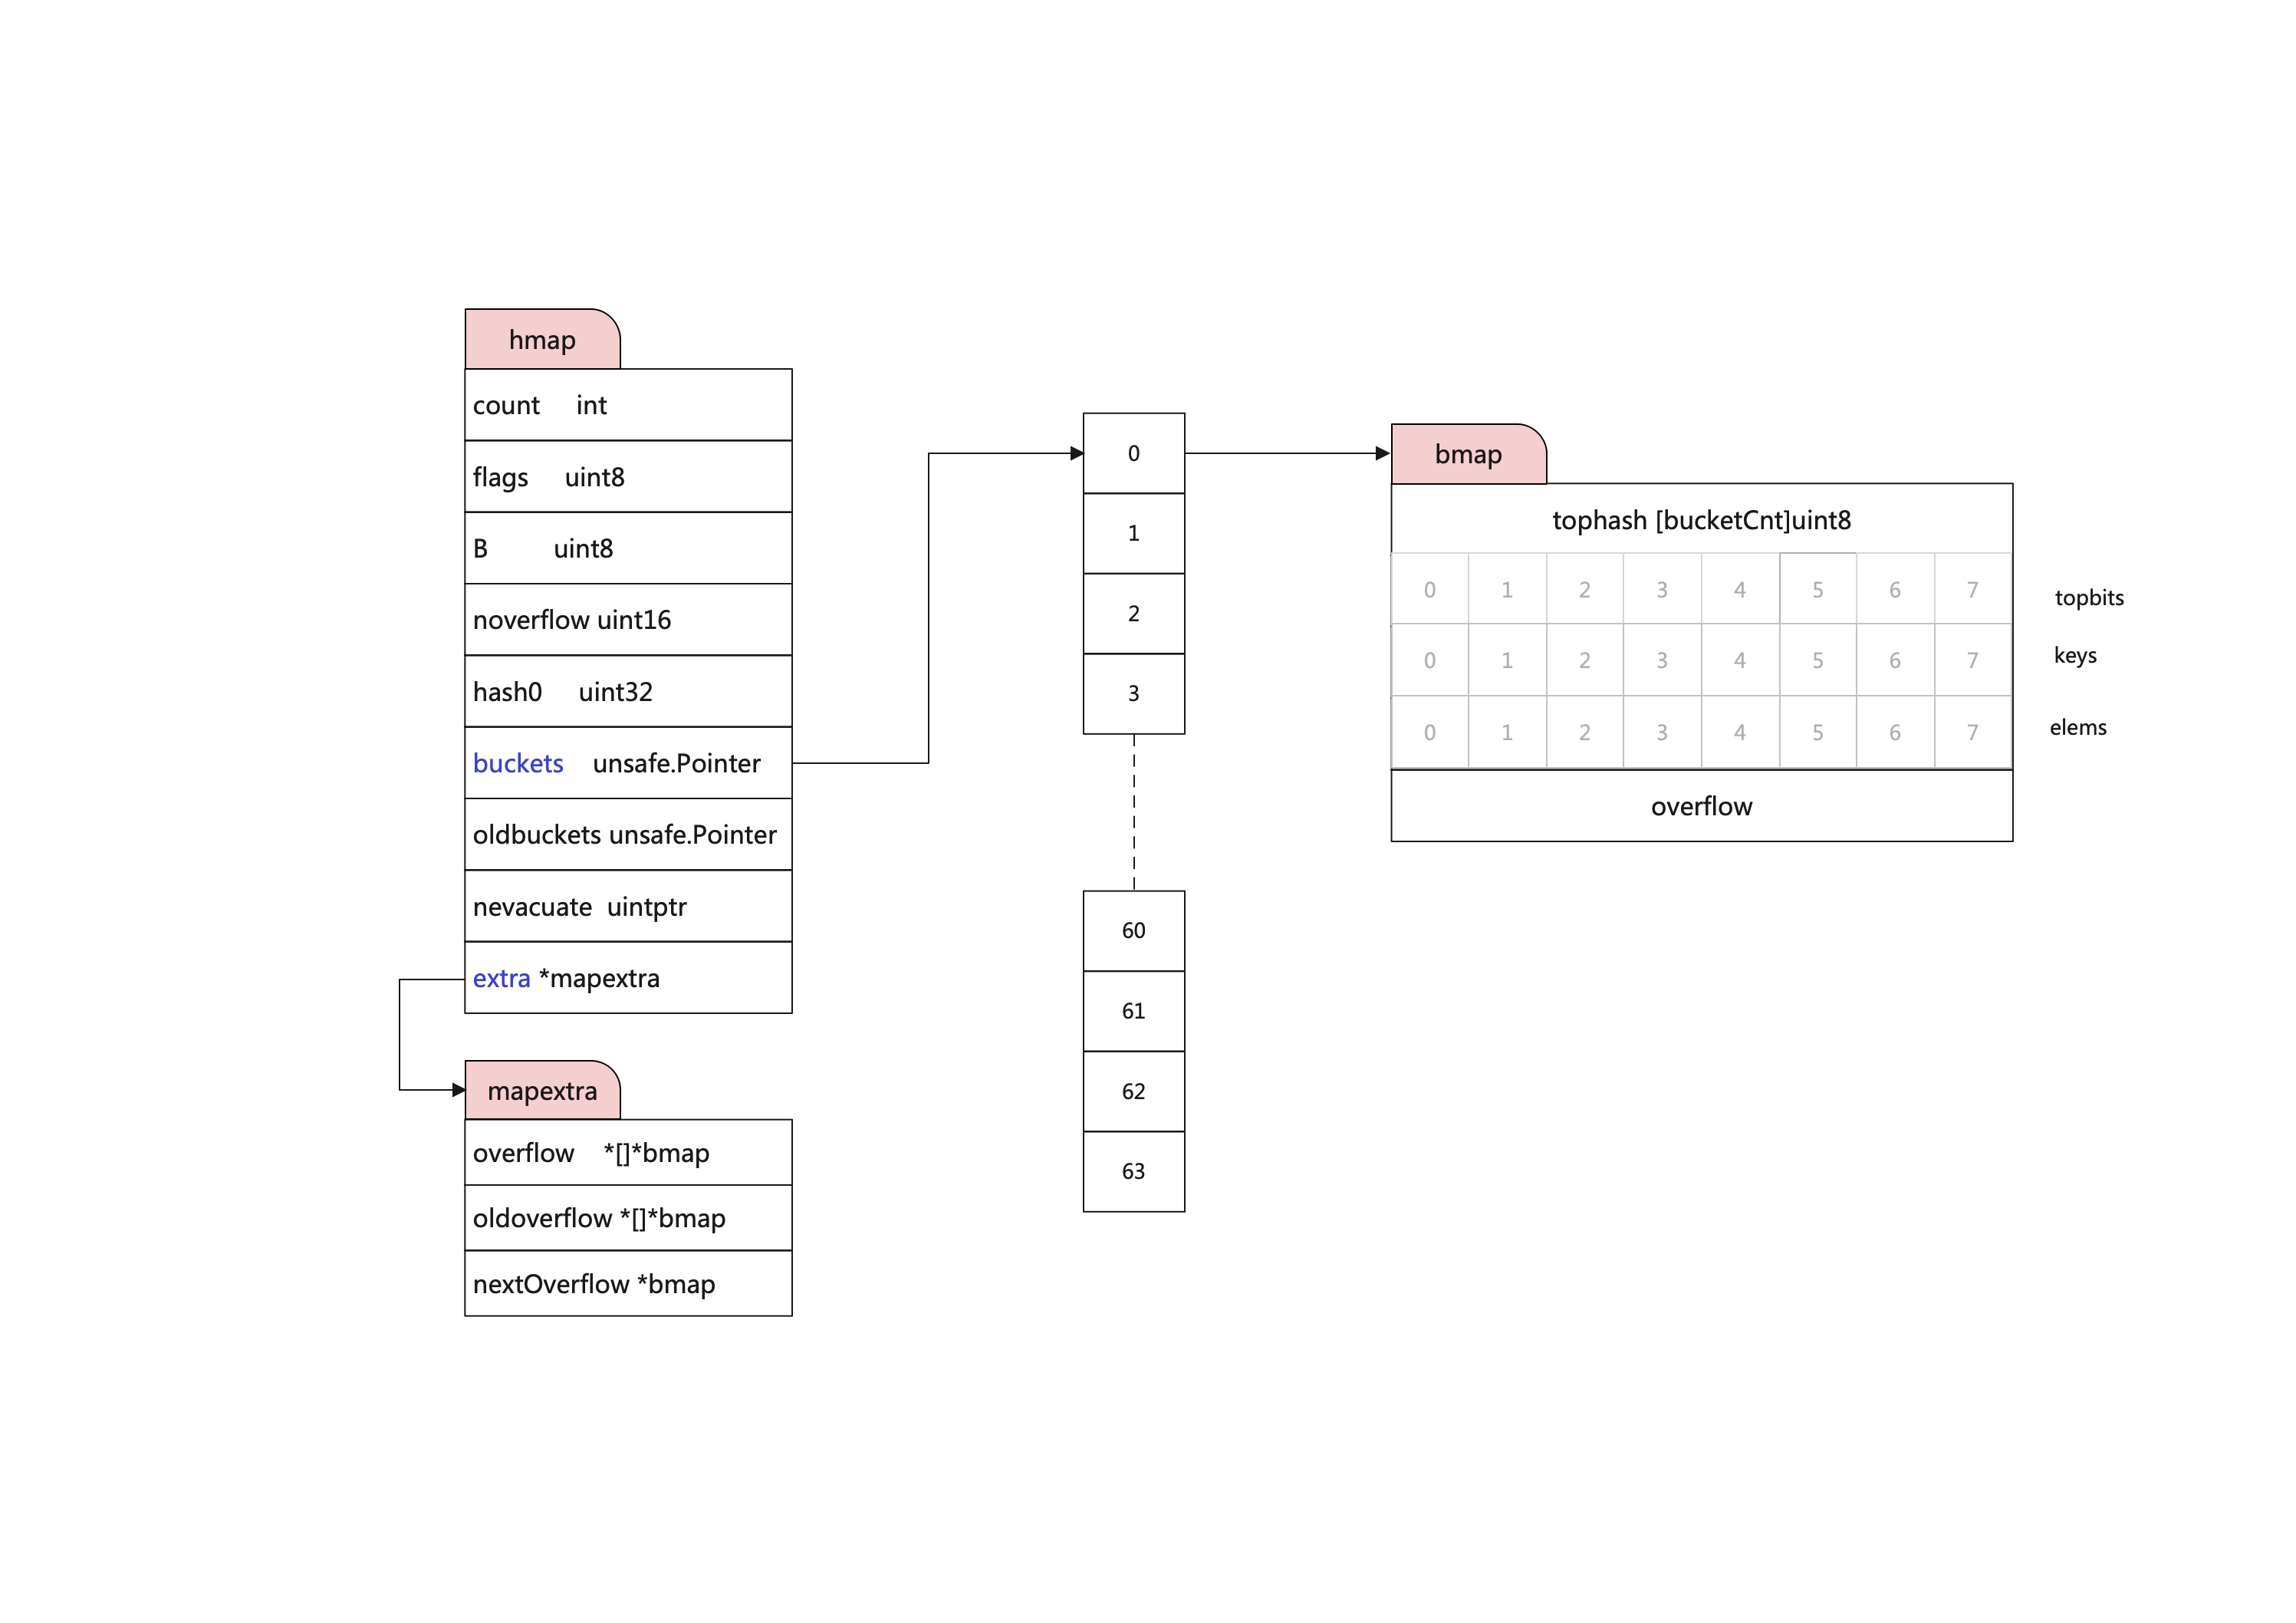 hmap
count int
flags uint8
B uint8
noverflow uint16
hash0 uint32
buckets unsafe.Pointer
oldbuckets unsafe.Pointer
nevacuate uintptr
extra *mapextra
mapextra
overflow *[]*bmap
oldoverflow *[]*bmap
nextOverflow *bmap
0
1
2
3
60
61
62
63
bmap
tophash [bucketCnt]uint8
0 1 2 3 4 5 6 7 topbits
0 1 2 3 4 5 6 7 keys
0 1 2 3 4 5 6 7 elems
overflow